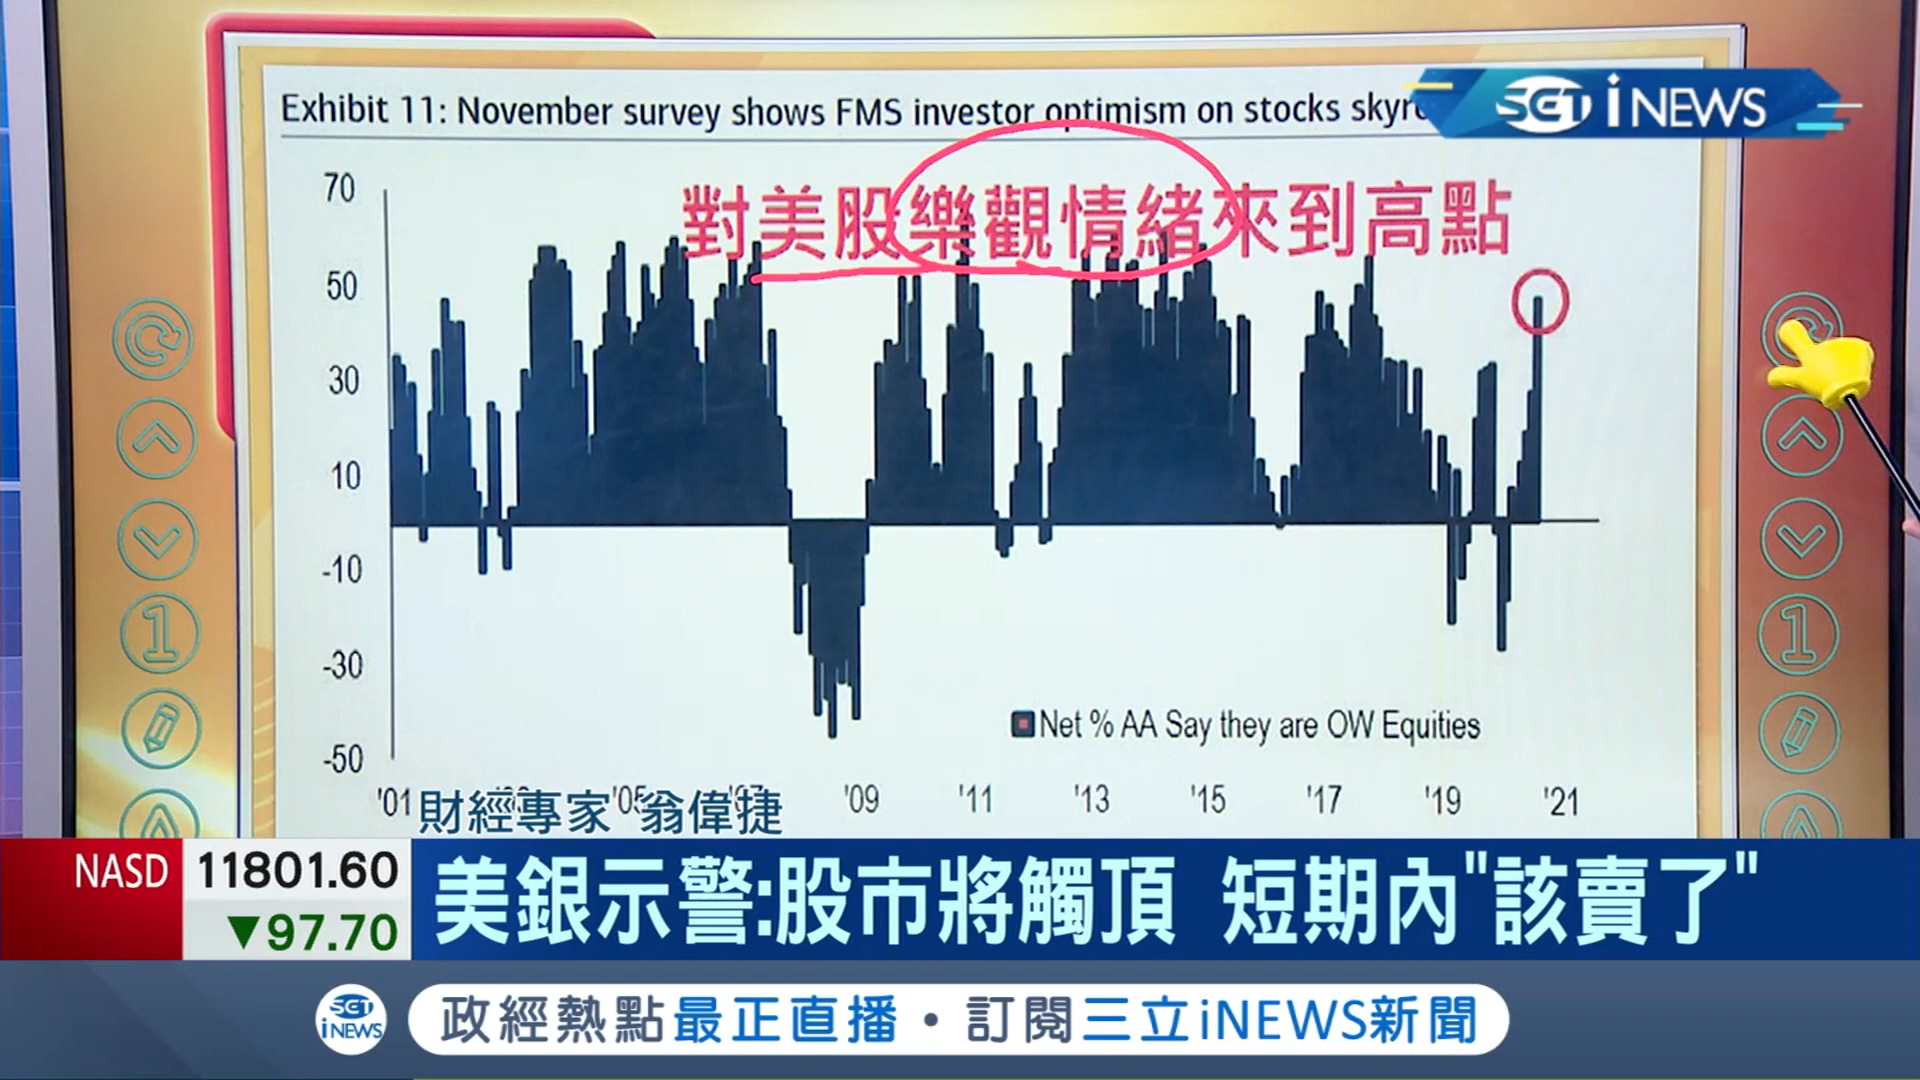 Exhibit 11: November survey shows FMS investor optimism on stocks
SET iNEWS
對美股樂觀情緒來到高點
70
50
30
10
-10
-30
-50
Net % AA Say they are OW Equities
'01 '05 '07 '09 '11 '13 '15 '17 '19 '21
財經專家 翁偉捷
NASD 11801.60
▼97.70
美銀示警:股市將觸頂 短期內"該賣了"
SET iNEWS
政經熱點最正直播・訂閱三立iNEWS新聞